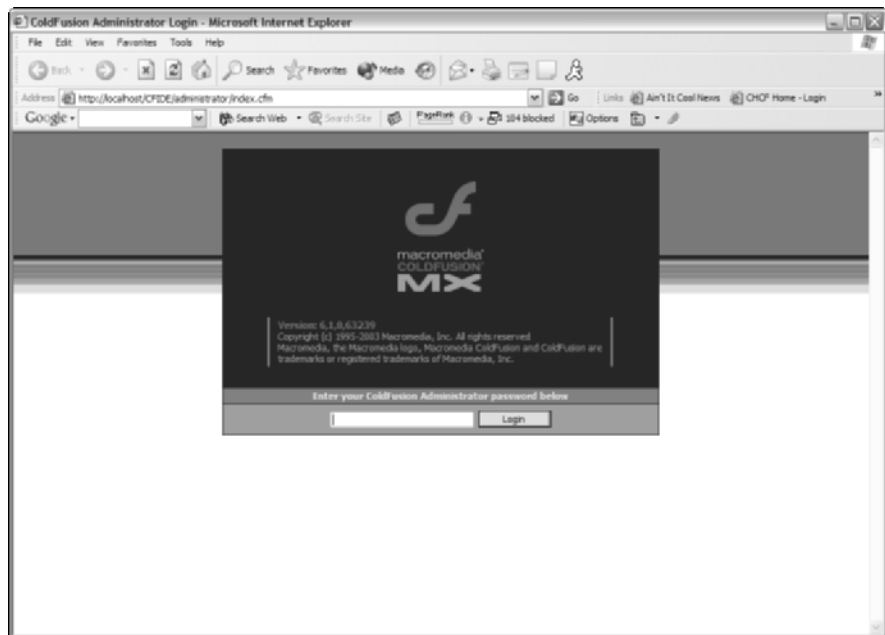 ColdFusion Administrator Login - Microsoft Internet Explorer
File Edit View Favorites Tools Help
Back Search Favorites Media
Address http://localhost/CFIDE/administrator/index.cfm Go Links Ain't It Cool News CHOF Home - Login »
Google Search Web Search Site PageRank 104 blocked Options
cf
macromedia
COLDFUSION
MX
Version: 6,1,0,63239
Copyright (c) 1995-2003 Macromedia, Inc. All rights reserved
Macromedia, the Macromedia logo, Macromedia ColdFusion and ColdFusion are
trademarks or registered trademarks of Macromedia, Inc.
Enter your ColdFusion Administrator password below
Login